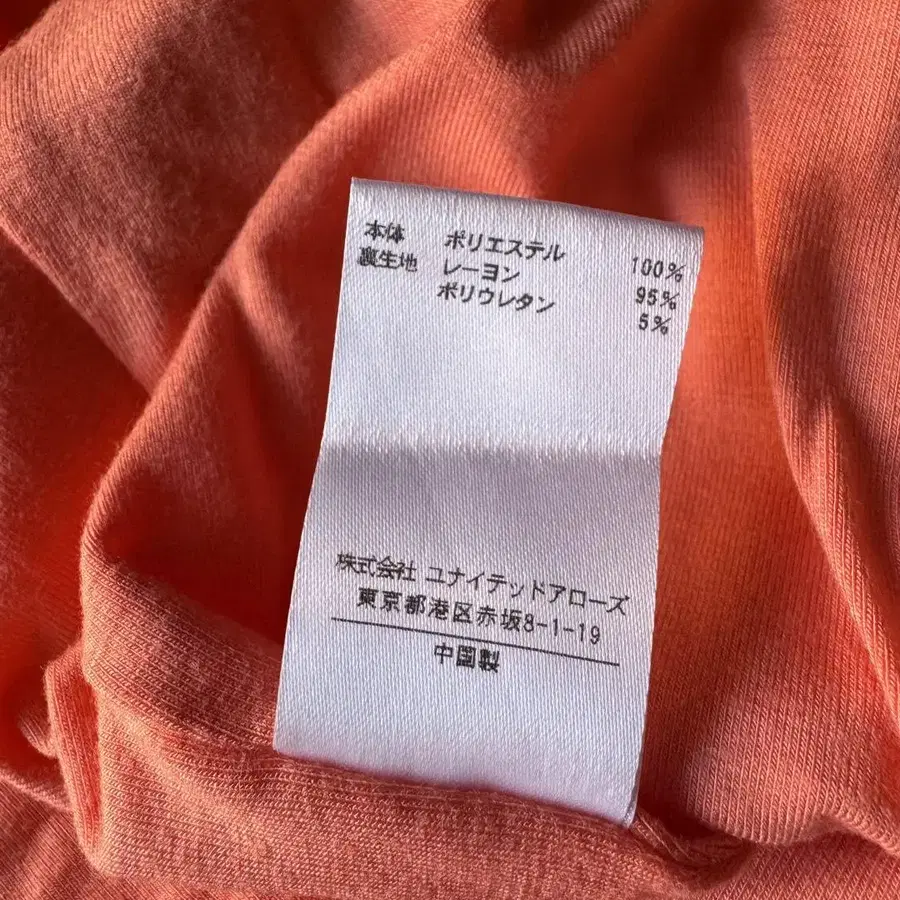 本体 ポリエステル 100%
裏生地 レーヨン 95%
ポリウレタン 5%
株式会社 ユナイテッドアローズ
東京都港区赤坂8-1-19
中国製